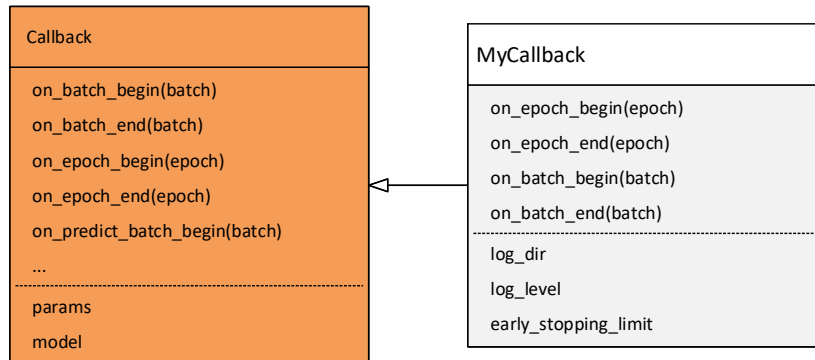 Callback
on_batch_begin(batch)
on_batch_end(batch)
on_epoch_begin(epoch)
on_epoch_end(epoch)
on_predict_batch_begin(batch)
...
params
model
MyCallback
on_epoch_begin(epoch)
on_epoch_end(epoch)
on_batch_begin(batch)
on_batch_end(batch)
log_dir
log_level
early_stopping_limit